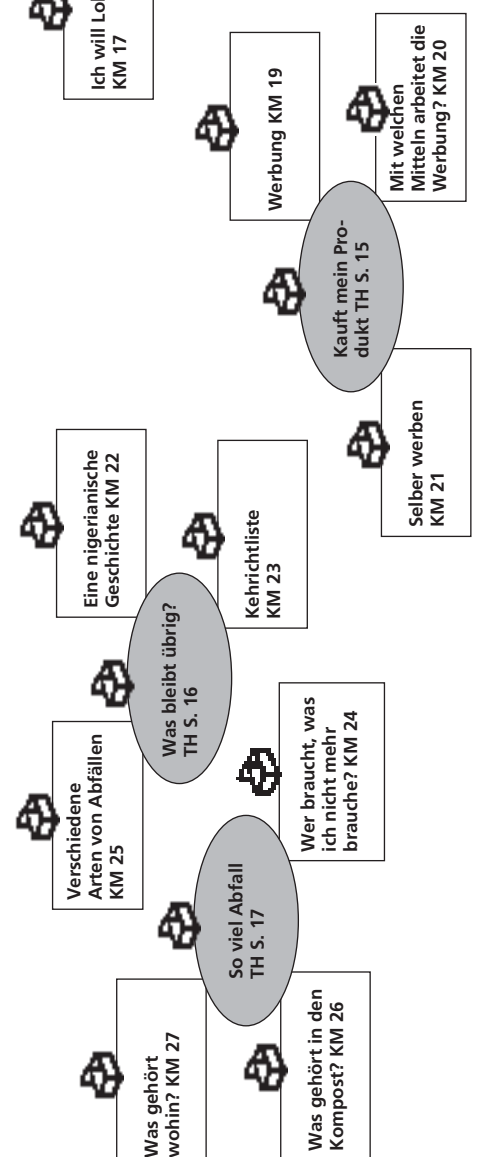 Was gehört
wohin? KM 27
Was gehört in den
Kompost? KM 26
So viel Abfall
TH S. 17
Verschiedene
Arten von Abfällen
KM 25
Wer braucht, was
ich nicht mehr
brauche? KM 24
Was bleibt übrig?
TH S. 16
Eine nigerianische
Geschichte KM 22
Kehrichtliste
KM 23
Selber werben
KM 21
Kauft mein Pro-
dukt TH S. 15
Werbung KM 19
Mit welchen
Mitteln arbeitet die
Werbung? KM 20
Ich will
KM 17